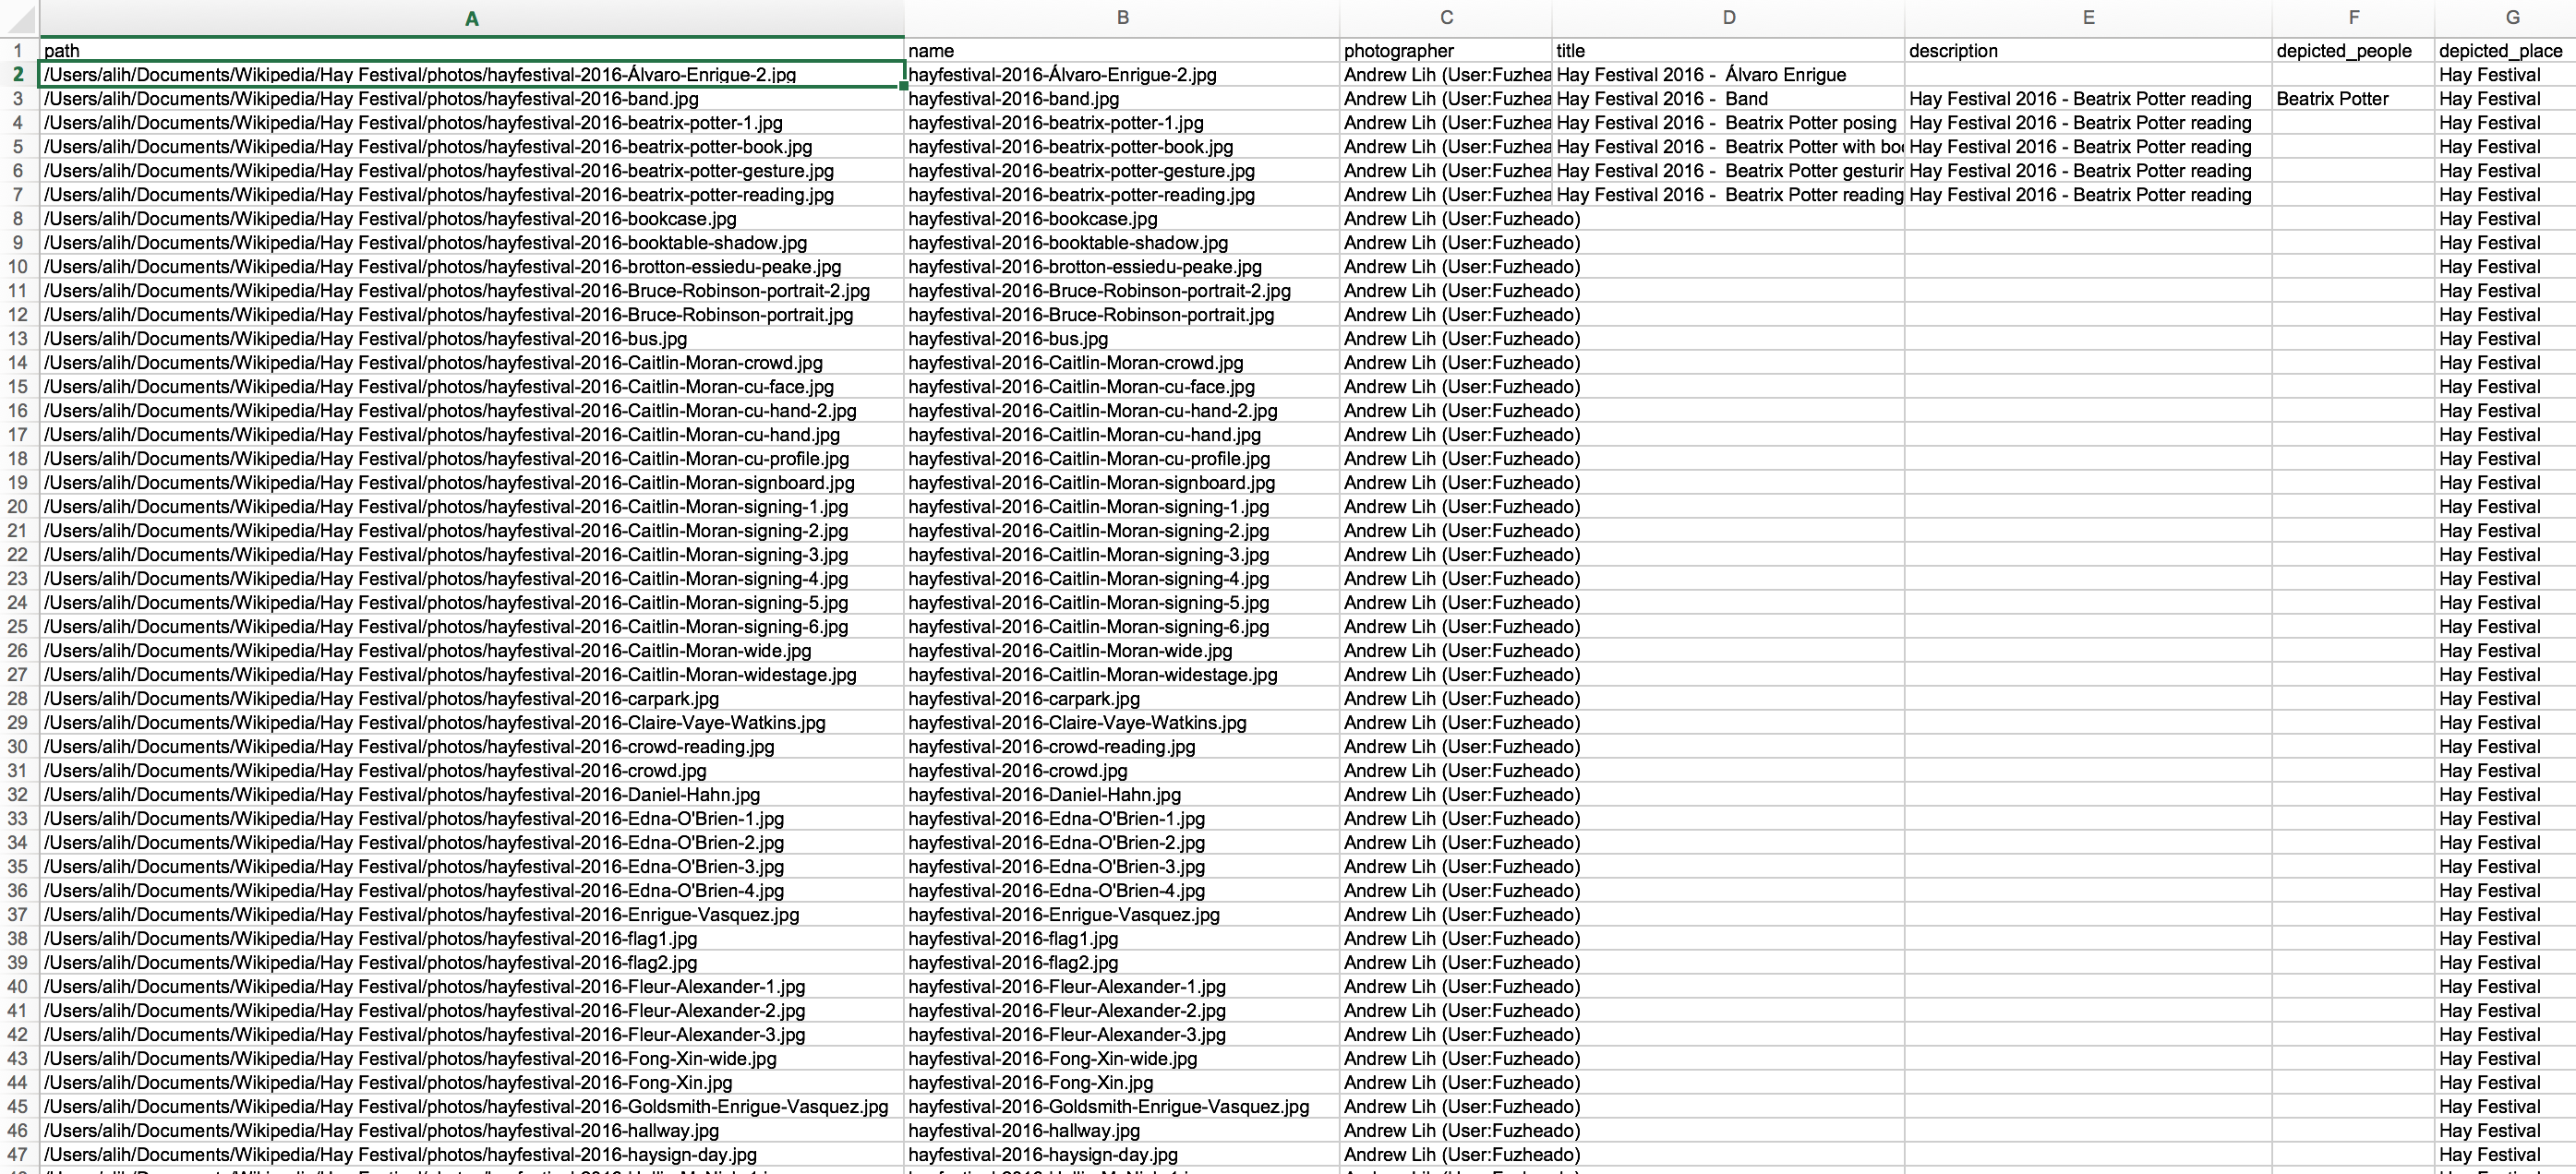 A B C D E F G
1 path name photographer title description depicted_people depicted_place
2 /Users/alih/Documents/Wikipedia/Hay Festival/photos/hayfestival-2016-Álvaro-Enrigue-2.jpg hayfestival-2016-Álvaro-Enrigue-2.jpg Andrew Lih (User:Fuzhea Hay Festival 2016 - Álvaro Enrigue Hay Festival
3 /Users/alih/Documents/Wikipedia/Hay Festival/photos/hayfestival-2016-band.jpg hayfestival-2016-band.jpg Andrew Lih (User:Fuzhea Hay Festival 2016 - Band Hay Festival 2016 - Beatrix Potter reading Beatrix Potter Hay Festival
4 /Users/alih/Documents/Wikipedia/Hay Festival/photos/hayfestival-2016-beatrix-potter-1.jpg hayfestival-2016-beatrix-potter-1.jpg Andrew Lih (User:Fuzhea Hay Festival 2016 - Beatrix Potter posing Hay Festival 2016 - Beatrix Potter reading Hay Festival
5 /Users/alih/Documents/Wikipedia/Hay Festival/photos/hayfestival-2016-beatrix-potter-book.jpg hayfestival-2016-beatrix-potter-book.jpg Andrew Lih (User:Fuzhea Hay Festival 2016 - Beatrix Potter with bo Hay Festival 2016 - Beatrix Potter reading Hay Festival
6 /Users/alih/Documents/Wikipedia/Hay Festival/photos/hayfestival-2016-beatrix-potter-gesture.jpg hayfestival-2016-beatrix-potter-gesture.jpg Andrew Lih (User:Fuzhea Hay Festival 2016 - Beatrix Potter gesturir Hay Festival 2016 - Beatrix Potter reading Hay Festival
7 /Users/alih/Documents/Wikipedia/Hay Festival/photos/hayfestival-2016-beatrix-potter-reading.jpg hayfestival-2016-beatrix-potter-reading.jpg Andrew Lih (User:Fuzhea Hay Festival 2016 - Beatrix Potter reading Hay Festival 2016 - Beatrix Potter reading Hay Festival
8 /Users/alih/Documents/Wikipedia/Hay Festival/photos/hayfestival-2016-bookcase.jpg hayfestival-2016-bookcase.jpg Andrew Lih (User:Fuzheado) Hay Festival
9 /Users/alih/Documents/Wikipedia/Hay Festival/photos/hayfestival-2016-booktable-shadow.jpg hayfestival-2016-booktable-shadow.jpg Andrew Lih (User:Fuzheado) Hay Festival
10 /Users/alih/Documents/Wikipedia/Hay Festival/photos/hayfestival-2016-brotton-essiedu-peake.jpg hayfestival-2016-brotton-essiedu-peake.jpg Andrew Lih (User:Fuzheado) Hay Festival
11 /Users/alih/Documents/Wikipedia/Hay Festival/photos/hayfestival-2016-Bruce-Robinson-portrait-2.jpg hayfestival-2016-Bruce-Robinson-portrait-2.jpg Andrew Lih (User:Fuzheado) Hay Festival
12 /Users/alih/Documents/Wikipedia/Hay Festival/photos/hayfestival-2016-Bruce-Robinson-portrait.jpg hayfestival-2016-Bruce-Robinson-portrait.jpg Andrew Lih (User:Fuzheado) Hay Festival
13 /Users/alih/Documents/Wikipedia/Hay Festival/photos/hayfestival-2016-bus.jpg hayfestival-2016-bus.jpg Andrew Lih (User:Fuzheado) Hay Festival
14 /Users/alih/Documents/Wikipedia/Hay Festival/photos/hayfestival-2016-Caitlin-Moran-crowd.jpg hayfestival-2016-Caitlin-Moran-crowd.jpg Andrew Lih (User:Fuzheado) Hay Festival
15 /Users/alih/Documents/Wikipedia/Hay Festival/photos/hayfestival-2016-Caitlin-Moran-cu-face.jpg hayfestival-2016-Caitlin-Moran-cu-face.jpg Andrew Lih (User:Fuzheado) Hay Festival
16 /Users/alih/Documents/Wikipedia/Hay Festival/photos/hayfestival-2016-Caitlin-Moran-cu-hand-2.jpg hayfestival-2016-Caitlin-Moran-cu-hand-2.jpg Andrew Lih (User:Fuzheado) Hay Festival
17 /Users/alih/Documents/Wikipedia/Hay Festival/photos/hayfestival-2016-Caitlin-Moran-cu-hand.jpg hayfestival-2016-Caitlin-Moran-cu-hand.jpg Andrew Lih (User:Fuzheado) Hay Festival
18 /Users/alih/Documents/Wikipedia/Hay Festival/photos/hayfestival-2016-Caitlin-Moran-cu-profile.jpg hayfestival-2016-Caitlin-Moran-cu-profile.jpg Andrew Lih (User:Fuzheado) Hay Festival
19 /Users/alih/Documents/Wikipedia/Hay Festival/photos/hayfestival-2016-Caitlin-Moran-signboard.jpg hayfestival-2016-Caitlin-Moran-signboard.jpg Andrew Lih (User:Fuzheado) Hay Festival
20 /Users/alih/Documents/Wikipedia/Hay Festival/photos/hayfestival-2016-Caitlin-Moran-signing-1.jpg hayfestival-2016-Caitlin-Moran-signing-1.jpg Andrew Lih (User:Fuzheado) Hay Festival
21 /Users/alih/Documents/Wikipedia/Hay Festival/photos/hayfestival-2016-Caitlin-Moran-signing-2.jpg hayfestival-2016-Caitlin-Moran-signing-2.jpg Andrew Lih (User:Fuzheado) Hay Festival
22 /Users/alih/Documents/Wikipedia/Hay Festival/photos/hayfestival-2016-Caitlin-Moran-signing-3.jpg hayfestival-2016-Caitlin-Moran-signing-3.jpg Andrew Lih (User:Fuzheado) Hay Festival
23 /Users/alih/Documents/Wikipedia/Hay Festival/photos/hayfestival-2016-Caitlin-Moran-signing-4.jpg hayfestival-2016-Caitlin-Moran-signing-4.jpg Andrew Lih (User:Fuzheado) Hay Festival
24 /Users/alih/Documents/Wikipedia/Hay Festival/photos/hayfestival-2016-Caitlin-Moran-signing-5.jpg hayfestival-2016-Caitlin-Moran-signing-5.jpg Andrew Lih (User:Fuzheado) Hay Festival
25 /Users/alih/Documents/Wikipedia/Hay Festival/photos/hayfestival-2016-Caitlin-Moran-signing-6.jpg hayfestival-2016-Caitlin-Moran-signing-6.jpg Andrew Lih (User:Fuzheado) Hay Festival
26 /Users/alih/Documents/Wikipedia/Hay Festival/photos/hayfestival-2016-Caitlin-Moran-wide.jpg hayfestival-2016-Caitlin-Moran-wide.jpg Andrew Lih (User:Fuzheado) Hay Festival
27 /Users/alih/Documents/Wikipedia/Hay Festival/photos/hayfestival-2016-Caitlin-Moran-widestage.jpg hayfestival-2016-Caitlin-Moran-widestage.jpg Andrew Lih (User:Fuzheado) Hay Festival
28 /Users/alih/Documents/Wikipedia/Hay Festival/photos/hayfestival-2016-carpark.jpg hayfestival-2016-carpark.jpg Andrew Lih (User:Fuzheado) Hay Festival
29 /Users/alih/Documents/Wikipedia/Hay Festival/photos/hayfestival-2016-Claire-Vaye-Watkins.jpg hayfestival-2016-Claire-Vaye-Watkins.jpg Andrew Lih (User:Fuzheado) Hay Festival
30 /Users/alih/Documents/Wikipedia/Hay Festival/photos/hayfestival-2016-crowd-reading.jpg hayfestival-2016-crowd-reading.jpg Andrew Lih (User:Fuzheado) Hay Festival
31 /Users/alih/Documents/Wikipedia/Hay Festival/photos/hayfestival-2016-crowd.jpg hayfestival-2016-crowd.jpg Andrew Lih (User:Fuzheado) Hay Festival
32 /Users/alih/Documents/Wikipedia/Hay Festival/photos/hayfestival-2016-Daniel-Hahn.jpg hayfestival-2016-Daniel-Hahn.jpg Andrew Lih (User:Fuzheado) Hay Festival
33 /Users/alih/Documents/Wikipedia/Hay Festival/photos/hayfestival-2016-Edna-O'Brien-1.jpg hayfestival-2016-Edna-O'Brien-1.jpg Andrew Lih (User:Fuzheado) Hay Festival
34 /Users/alih/Documents/Wikipedia/Hay Festival/photos/hayfestival-2016-Edna-O'Brien-2.jpg hayfestival-2016-Edna-O'Brien-2.jpg Andrew Lih (User:Fuzheado) Hay Festival
35 /Users/alih/Documents/Wikipedia/Hay Festival/photos/hayfestival-2016-Edna-O'Brien-3.jpg hayfestival-2016-Edna-O'Brien-3.jpg Andrew Lih (User:Fuzheado) Hay Festival
36 /Users/alih/Documents/Wikipedia/Hay Festival/photos/hayfestival-2016-Edna-O'Brien-4.jpg hayfestival-2016-Edna-O'Brien-4.jpg Andrew Lih (User:Fuzheado) Hay Festival
37 /Users/alih/Documents/Wikipedia/Hay Festival/photos/hayfestival-2016-Enrigue-Vasquez.jpg hayfestival-2016-Enrigue-Vasquez.jpg Andrew Lih (User:Fuzheado) Hay Festival
38 /Users/alih/Documents/Wikipedia/Hay Festival/photos/hayfestival-2016-flag1.jpg hayfestival-2016-flag1.jpg Andrew Lih (User:Fuzheado) Hay Festival
39 /Users/alih/Documents/Wikipedia/Hay Festival/photos/hayfestival-2016-flag2.jpg hayfestival-2016-flag2.jpg Andrew Lih (User:Fuzheado) Hay Festival
40 /Users/alih/Documents/Wikipedia/Hay Festival/photos/hayfestival-2016-Fleur-Alexander-1.jpg hayfestival-2016-Fleur-Alexander-1.jpg Andrew Lih (User:Fuzheado) Hay Festival
41 /Users/alih/Documents/Wikipedia/Hay Festival/photos/hayfestival-2016-Fleur-Alexander-2.jpg hayfestival-2016-Fleur-Alexander-2.jpg Andrew Lih (User:Fuzheado) Hay Festival
42 /Users/alih/Documents/Wikipedia/Hay Festival/photos/hayfestival-2016-Fleur-Alexander-3.jpg hayfestival-2016-Fleur-Alexander-3.jpg Andrew Lih (User:Fuzheado) Hay Festival
43 /Users/alih/Documents/Wikipedia/Hay Festival/photos/hayfestival-2016-Fong-Xin-wide.jpg hayfestival-2016-Fong-Xin-wide.jpg Andrew Lih (User:Fuzheado) Hay Festival
44 /Users/alih/Documents/Wikipedia/Hay Festival/photos/hayfestival-2016-Fong-Xin.jpg hayfestival-2016-Fong-Xin.jpg Andrew Lih (User:Fuzheado) Hay Festival
45 /Users/alih/Documents/Wikipedia/Hay Festival/photos/hayfestival-2016-Goldsmith-Enrigue-Vasquez.jpg hayfestival-2016-Goldsmith-Enrigue-Vasquez.jpg Andrew Lih (User:Fuzheado) Hay Festival
46 /Users/alih/Documents/Wikipedia/Hay Festival/photos/hayfestival-2016-hallway.jpg hayfestival-2016-hallway.jpg Andrew Lih (User:Fuzheado) Hay Festival
47 /Users/alih/Documents/Wikipedia/Hay Festival/photos/hayfestival-2016-haysign-day.jpg hayfestival-2016-haysign-day.jpg Andrew Lih (User:Fuzheado) Hay Festival